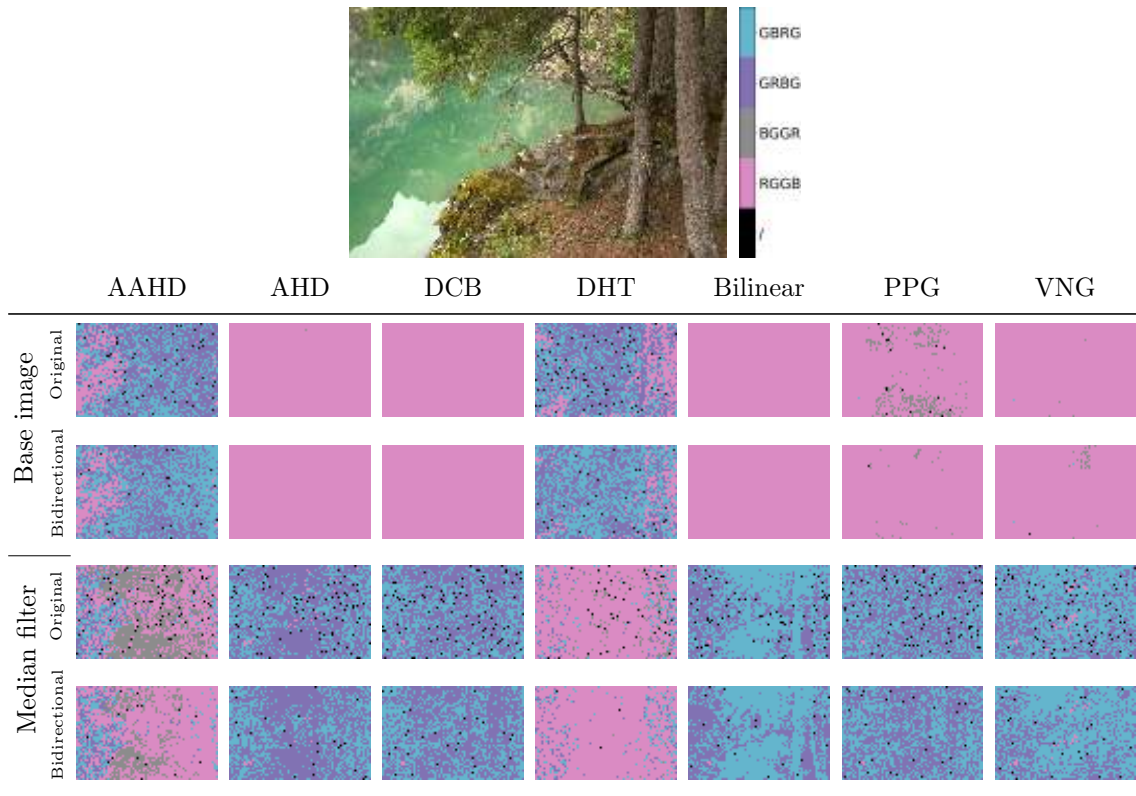 GBRG
GRBG
BGGR
RGGB
/
AAHD AHD DCB DHT Bilinear PPG VNG
Base image
Original
Bidirectional
Median filter
Original
Bidirectional